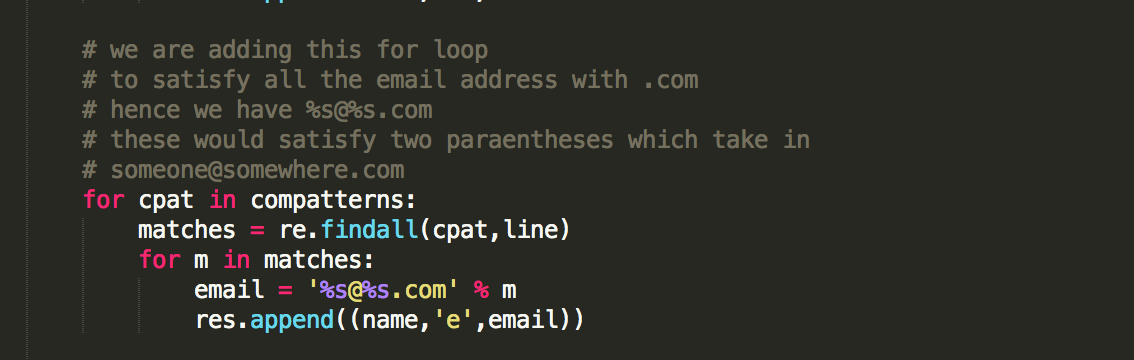 # we are adding this for loop
# to satisfy all the email address with .com
# hence we have %s@%s.com
# these would satisfy two paraentheses which take in
# someone@somewhere.com
for cpat in compatterns:
    matches = re.findall(cpat,line)
    for m in matches:
        email = '%s@%s.com' % m
        res.append((name,'e',email))